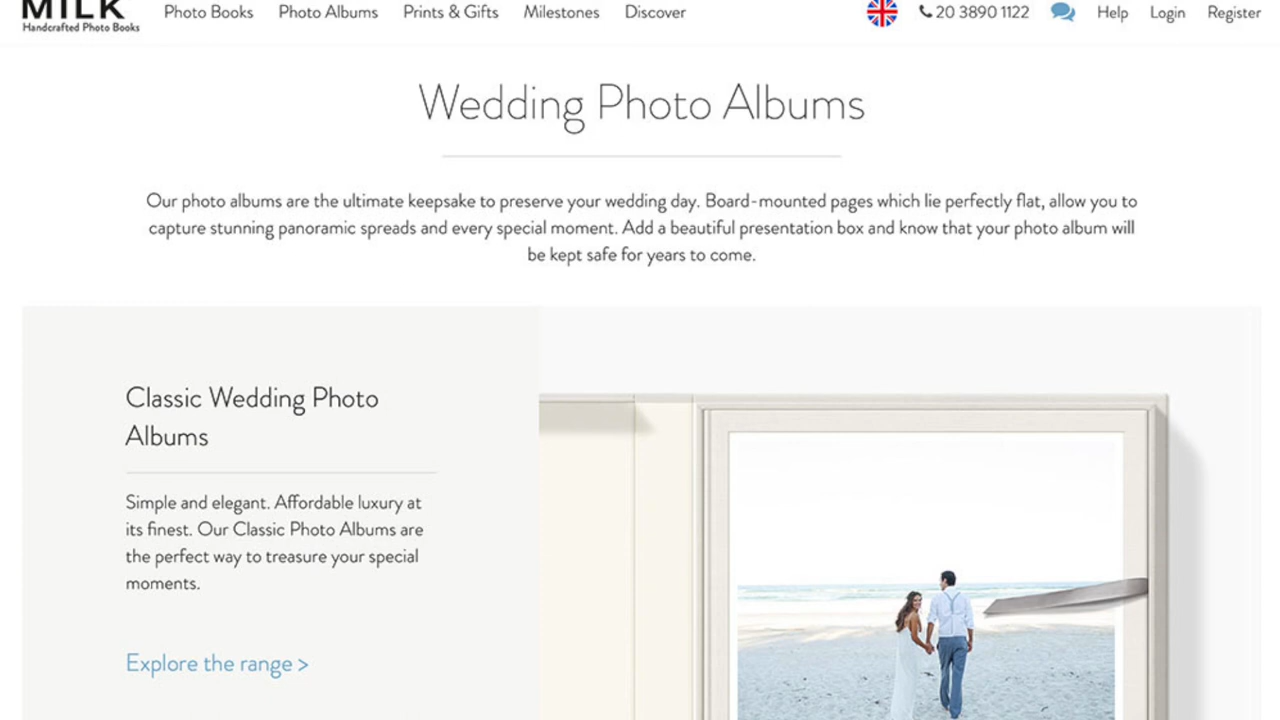 MILK
Handcrafted Photo Books
Photo Books Photo Albums Prints & Gifts Milestones Discover 20 3890 1122 Help Login Register
Wedding Photo Albums
Our photo albums are the ultimate keepsake to preserve your wedding day. Board-mounted pages which lie perfectly flat, allow you to
capture stunning panoramic spreads and every special moment. Add a beautiful presentation box and know that your photo album will
be kept safe for years to come.
Classic Wedding Photo
Albums
Simple and elegant. Affordable luxury at
its finest. Our Classic Photo Albums are
the perfect way to treasure your special
moments.
Explore the range >